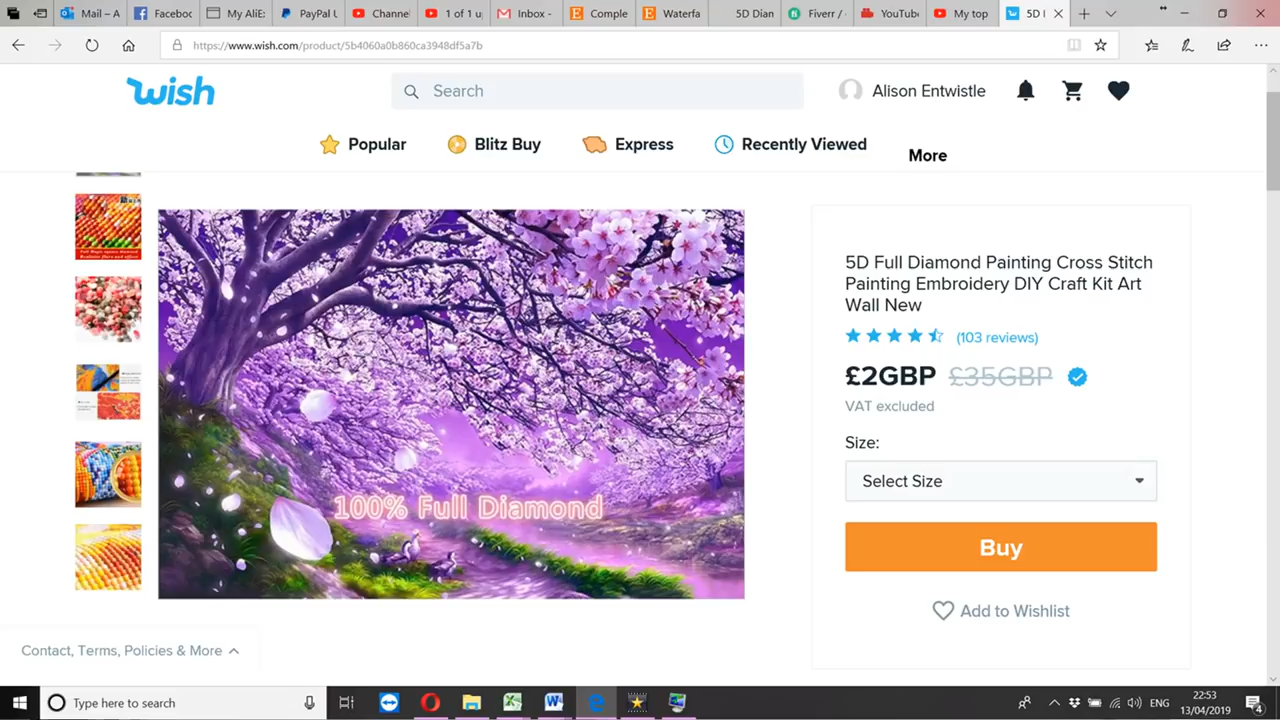 Mail – A
Faceboo
My AliE
PayPal U
Channe
1 of 1 u
Inbox -
Comple
Waterfa
5D Dian
Fiverr /
YouTube
My top
5D I
https://www.wish.com/product/5b4060a0b860ca3948df5a7b
wish
Search
Alison Entwistle
Popular
Blitz Buy
Express
Recently Viewed
More
5D Full Diamond Painting Cross Stitch
Painting Embroidery DIY Craft Kit Art
Wall New
(103 reviews)
£2GBP £35GBP
VAT excluded
Size:
Select Size
100% Full Diamond
Buy
Add to Wishlist
Contact, Terms, Policies & More
Type here to search
ENG
22:53
13/04/2019
4